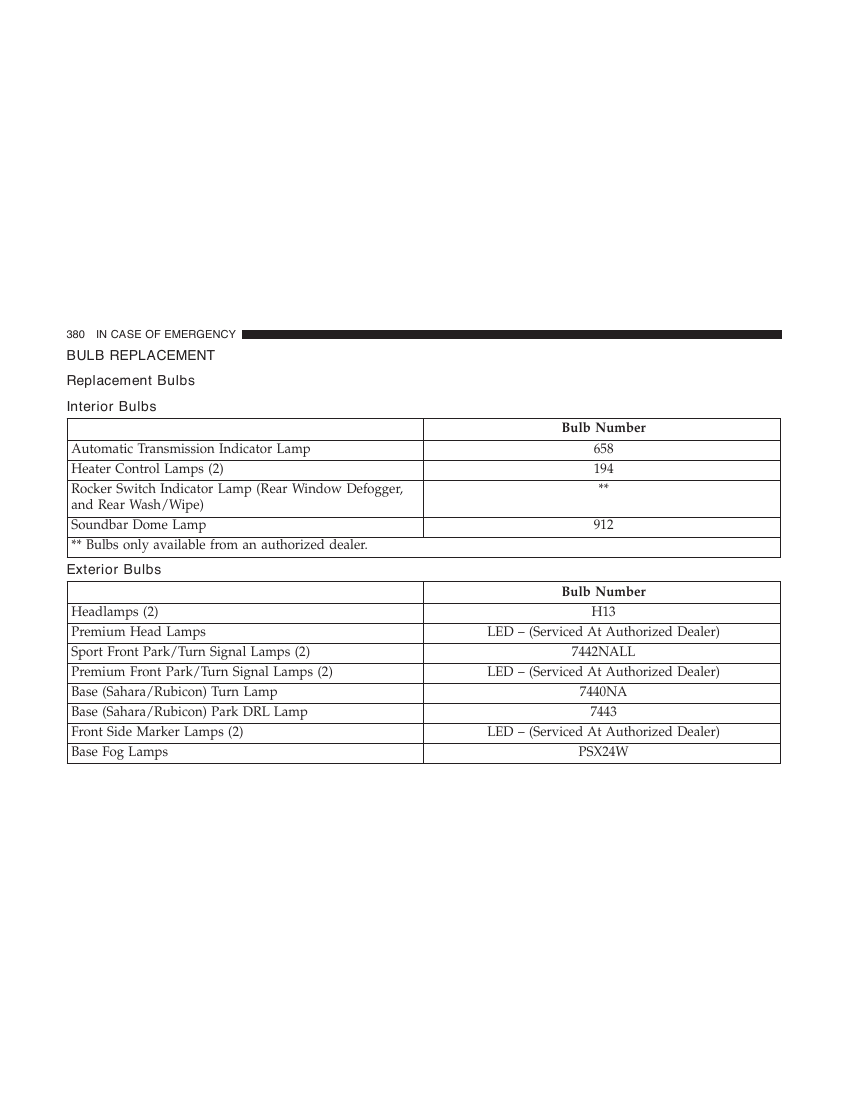 380 IN CASE OF EMERGENCY
BULB REPLACEMENT
Replacement Bulbs
Interior Bulbs
Bulb Number
Automatic Transmission Indicator Lamp 658
Heater Control Lamps (2) 194
Rocker Switch Indicator Lamp (Rear Window Defogger, **
and Rear Wash/Wipe)
Soundbar Dome Lamp 912
** Bulbs only available from an authorized dealer.
Exterior Bulbs
Bulb Number
Headlamps (2) H13
Premium Head Lamps LED – (Serviced At Authorized Dealer)
Sport Front Park/Turn Signal Lamps (2) 7442NALL
Premium Front Park/Turn Signal Lamps (2) LED – (Serviced At Authorized Dealer)
Base (Sahara/Rubicon) Turn Lamp 7440NA
Base (Sahara/Rubicon) Park DRL Lamp 7443
Front Side Marker Lamps (2) LED – (Serviced At Authorized Dealer)
Base Fog Lamps PSX24W